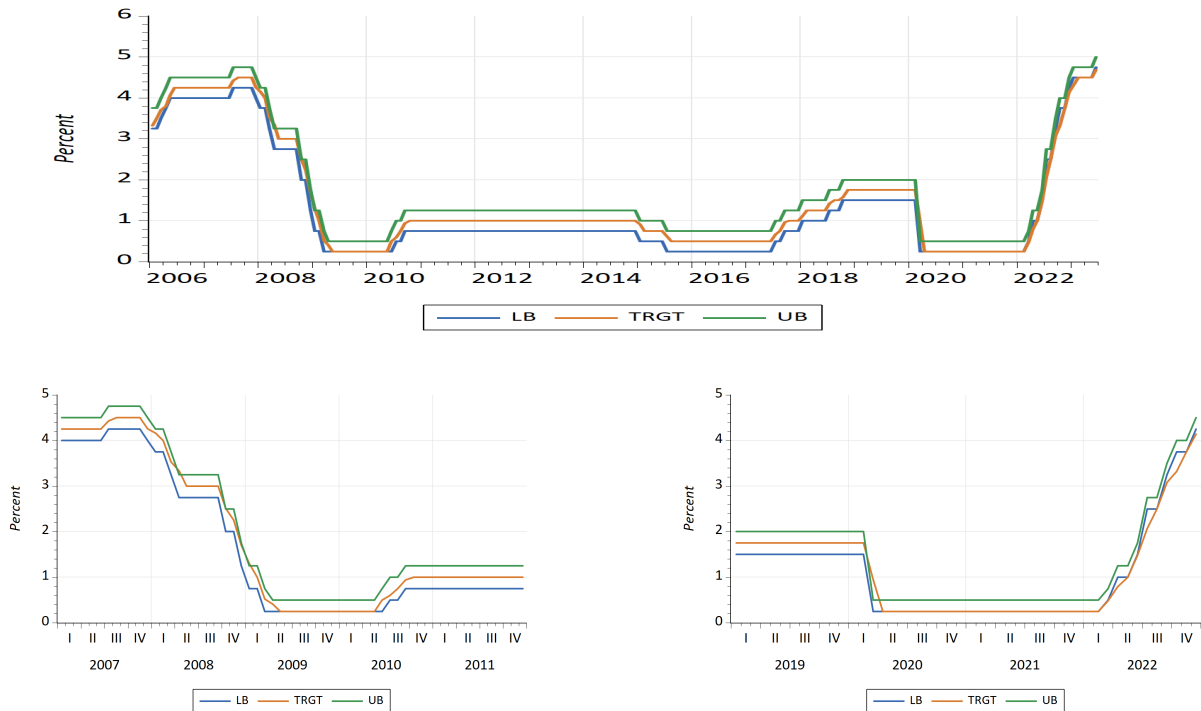 6
5
4
3
2
1
0
Percent
2006 2008 2010 2012 2014 2016 2018 2020 2022
LB TRGT UB
5
4
3
2
1
0
Percent
I II III IV I II III IV I II III IV I II III IV I II III IV
2007 2008 2009 2010 2011
LB TRGT UB
5
4
3
2
1
0
Percent
I II III IV I II III IV I II III IV I II III IV
2019 2020 2021 2022
LB TRGT UB